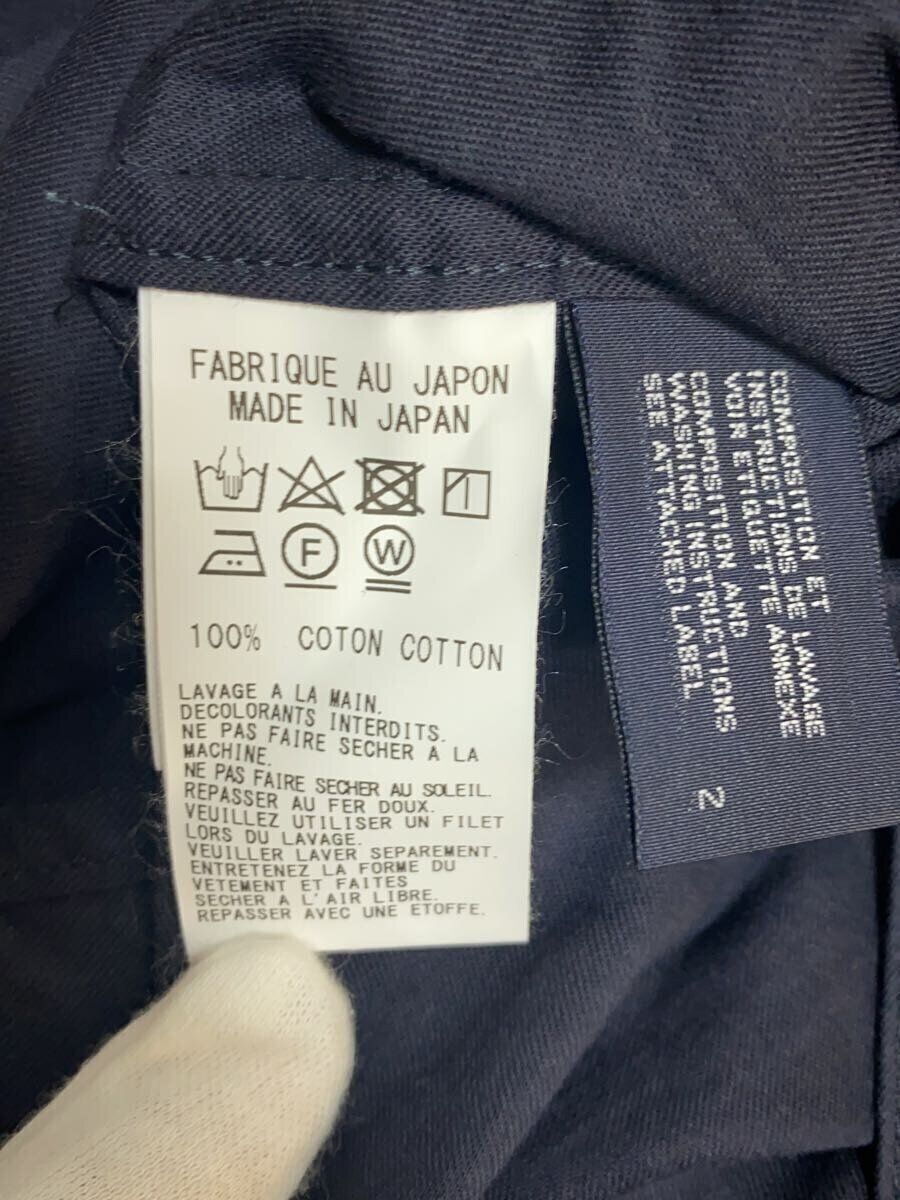 FABRIQUE AU JAPON
MADE IN JAPAN
F W
100% COTON COTTON
LAVAGE A LA MAIN.
DECOLORANTS INTERDITS.
NE PAS FAIRE SECHER A LA
MACHINE.
NE PAS FAIRE SECHER AU SOLEIL.
REPASSER AU FER DOUX.
VEUILLEZ UTILISER UN FILET
LORS DU LAVAGE.
VEUILLER LAVER SEPAREMENT.
ENTRETENEZ LA FORME DU
VETEMENT ET FAITES
SECHER A L'AIR LIBRE.
REPASSER AVEC UNE ETOFFE.
COMPOSITION ET LAVAGE
INSTRICTIONS DE ANNEXE
VOIR ETIQUETTE
COMPOSITION AND
WASHING INSTRUCTIONS
SEE ATTACHED LABEL
2